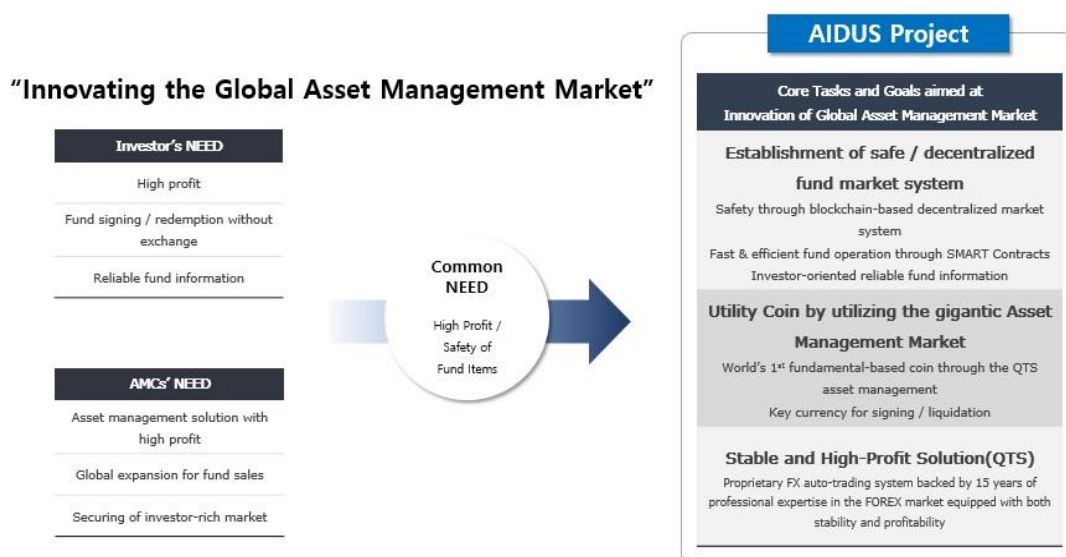 "Innovating the Global Asset Management Market"
Investor's NEED
High profit
Fund signing / redemption without
exchange
Reliable fund information
AMCs' NEED
Asset management solution with
high profit
Global expansion for fund sales
Securing of investor-rich market
Common
NEED
High Profit /
Safety of
Fund Items
AIDUS Project
Core Tasks and Goals aimed at
Innovation of Global Asset Management Market
Establishment of safe / decentralized
fund market system
Safety through blockchain-based decentralized market
system
Fast & efficient fund operation through SMART Contracts
Investor-oriented reliable fund information
Utility Coin by utilizing the gigantic Asset
Management Market
World's 1st fundamental-based coin through the QTS
asset management
Key currency for signing / liquidation
Stable and High-Profit Solution(QTS)
Proprietary FX auto-trading system backed by 15 years of
professional expertise in the FOREX market equipped with both
stability and profitability